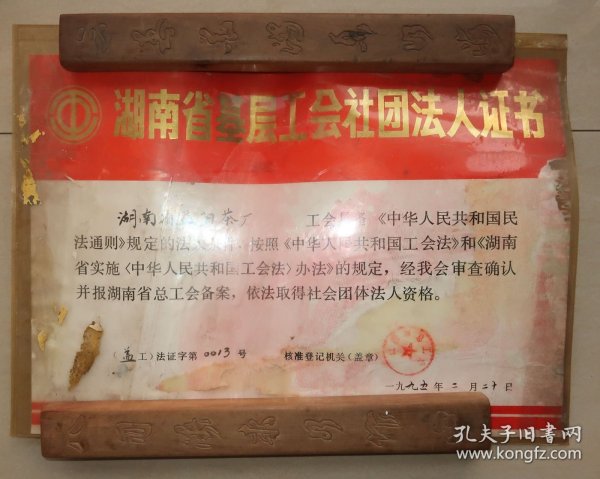 湖南省基层工会社团法人证书
湖南省益阳茶厂 工会具备《中华人民共和国民
法通则》规定的法人条件,按照《中华人民共和国工会法》和《湖南
省实施〈中华人民共和国工会法〉办法》的规定,经我会审查确认
并报湖南省总工会备案,依法取得社会团体法人资格。
(益工)法证字第0013号 核准登记机关(盖章)
一九九五年二月二十日
孔夫子旧书网
www.kongfz.com